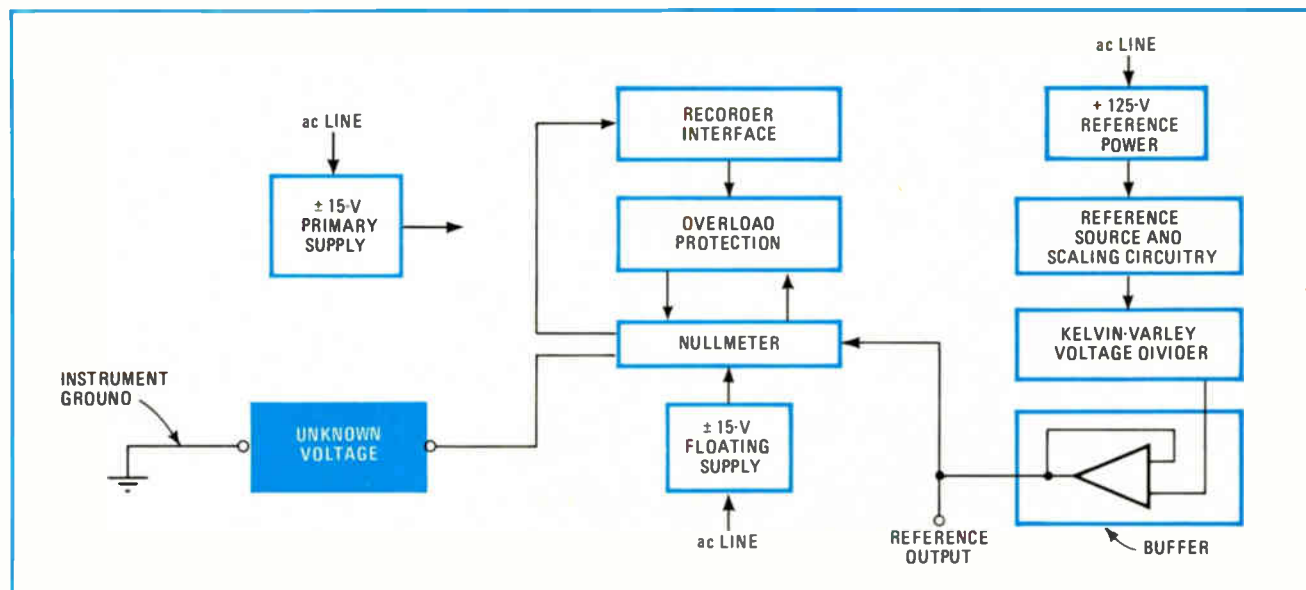 ac LINE
± 15-V
PRIMARY
SUPPLY
INSTRUMENT
GROUND
UNKNOWN
VOLTAGE
RECORDER
INTERFACE
OVERLOAD
PROTECTION
NULLMETER
± 15-V
FLOATING
SUPPLY
ac LINE
ac LINE
+ 125-V
REFERENCE
POWER
REFERENCE
SOURCE AND
SCALING CIRCUITRY
KELVIN-VARLEY
VOLTAGE DIVIDER
REFERENCE
OUTPUT
BUFFER